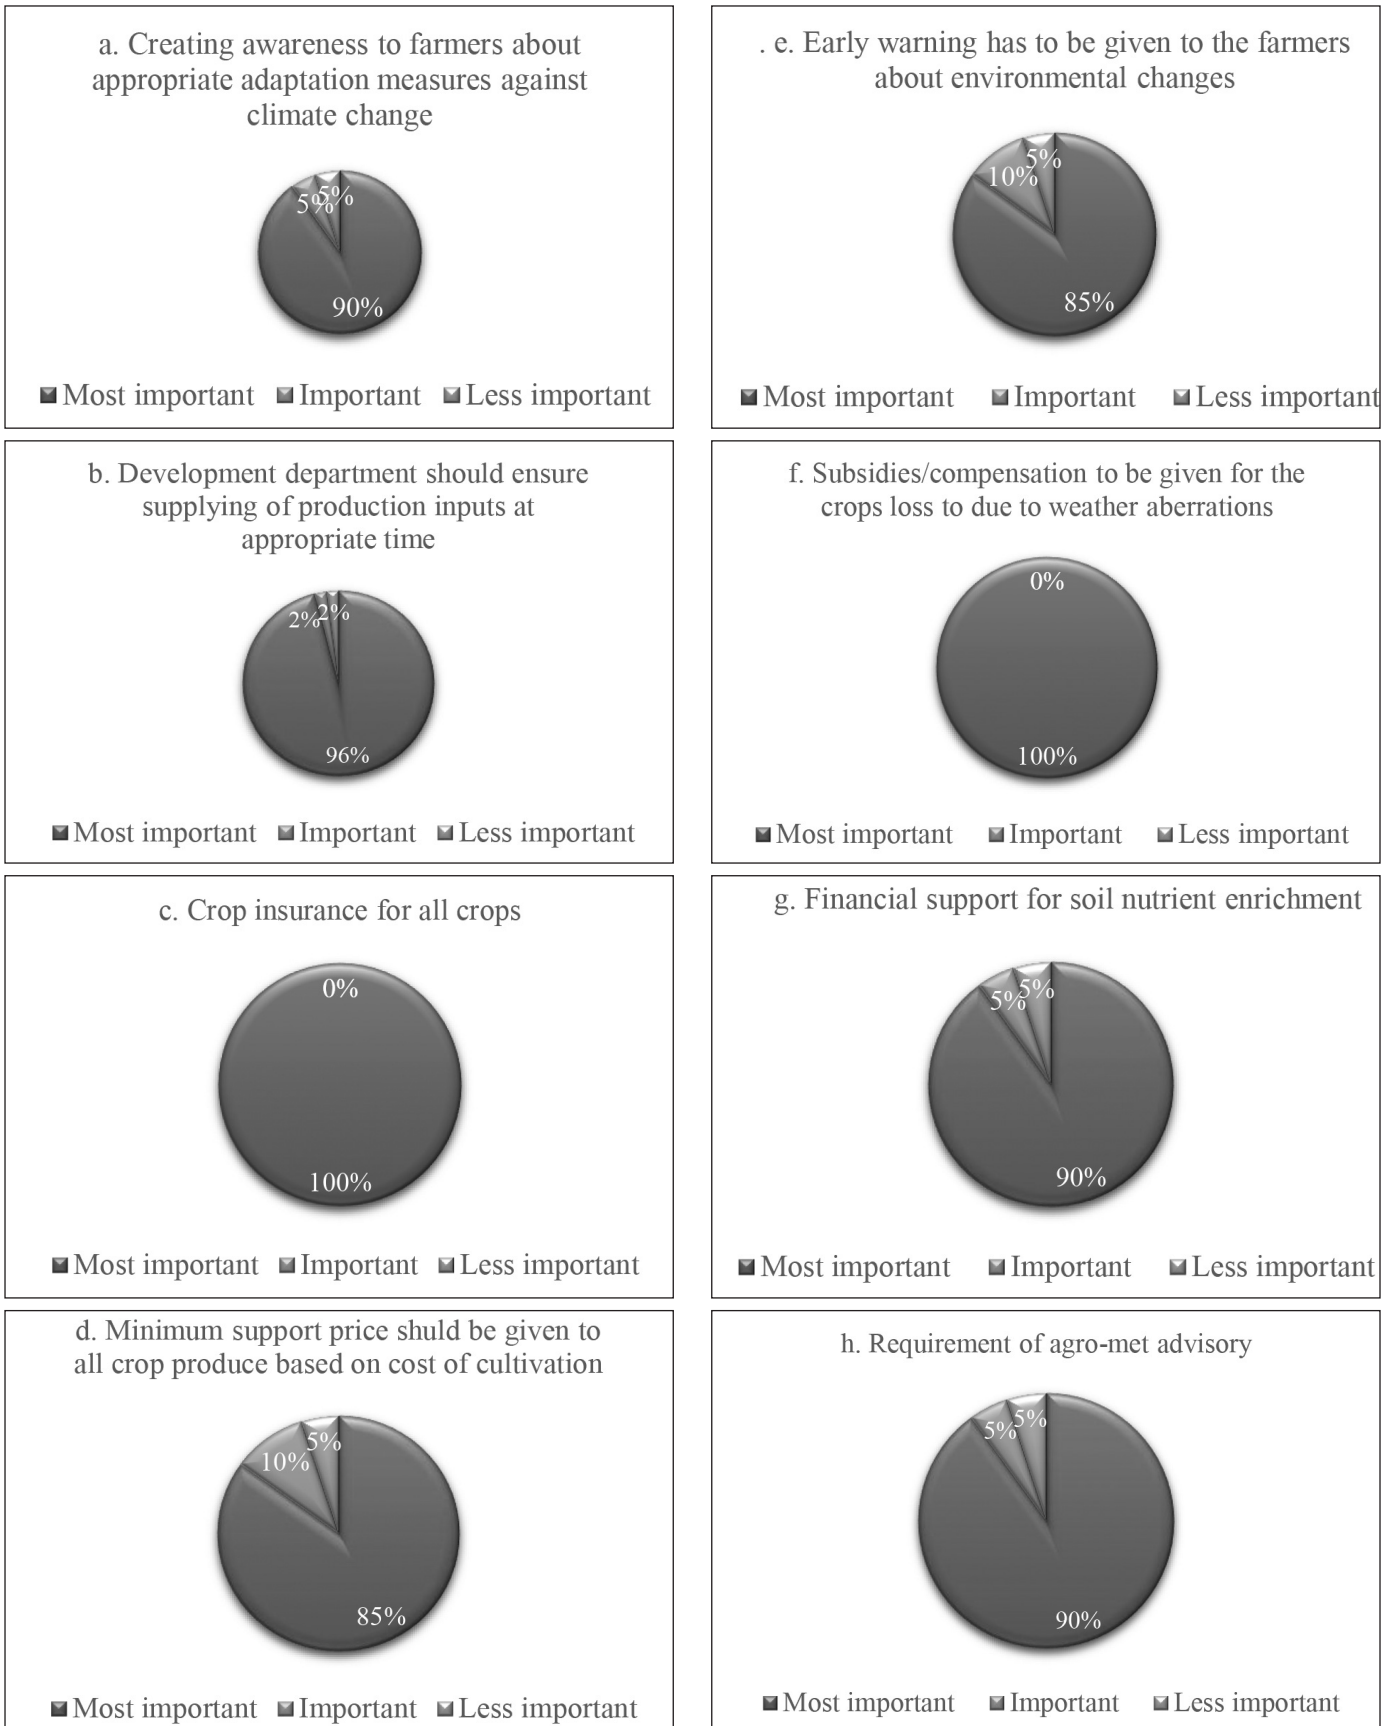 a. Creating awareness to farmers about
appropriate adaptation measures against
climate change
5%
5%
90%
Most important Important Less important
b. Development department should ensure
supplying of production inputs at
appropriate time
2%
2%
96%
Most important Important Less important
c. Crop insurance for all crops
0%
100%
Most important Important Less important
d. Minimum support price shuld be given to
all crop produce based on cost of cultivation
5%
10%
85%
Most important Important Less important
. e. Early warning has to be given to the farmers
about environmental changes
5%
10%
85%
Most important Important Less important
f. Subsidies/compensation to be given for the
crops loss to due to weather aberrations
0%
100%
Most important Important Less important
g. Financial support for soil nutrient enrichment
5%
5%
90%
Most important Important Less important
h. Requirement of agro-met advisory
5%
5%
90%
Most important Important Less important